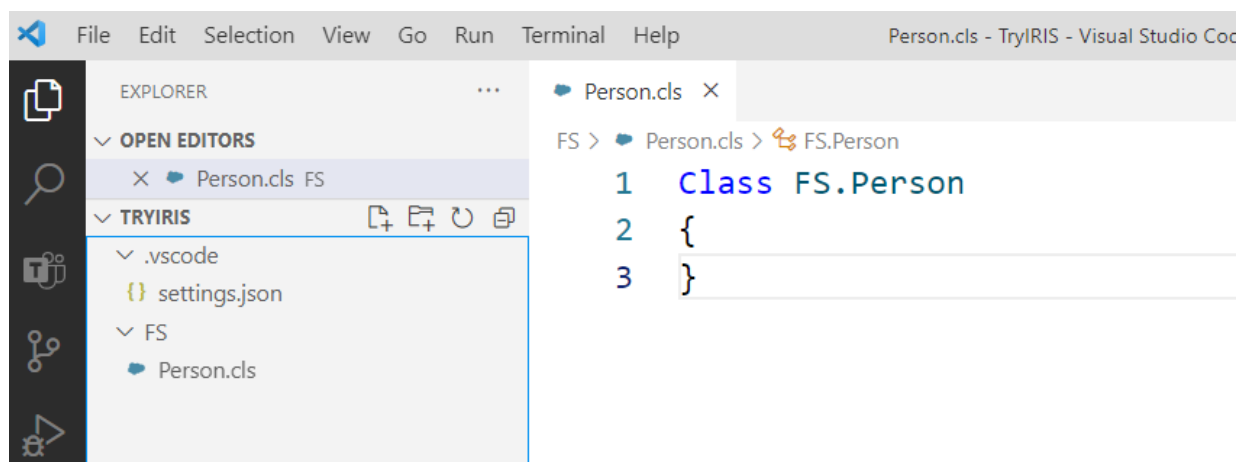 File Edit Selection View Go Run Terminal Help Person.cls - TryIRIS - Visual Studio Cod
EXPLORER
OPEN EDITORS
Person.cls FS
TRYIRIS
.vscode
{} settings.json
FS
Person.cls
Person.cls
FS > Person.cls > FS.Person
1 Class FS.Person
2 {
3 }